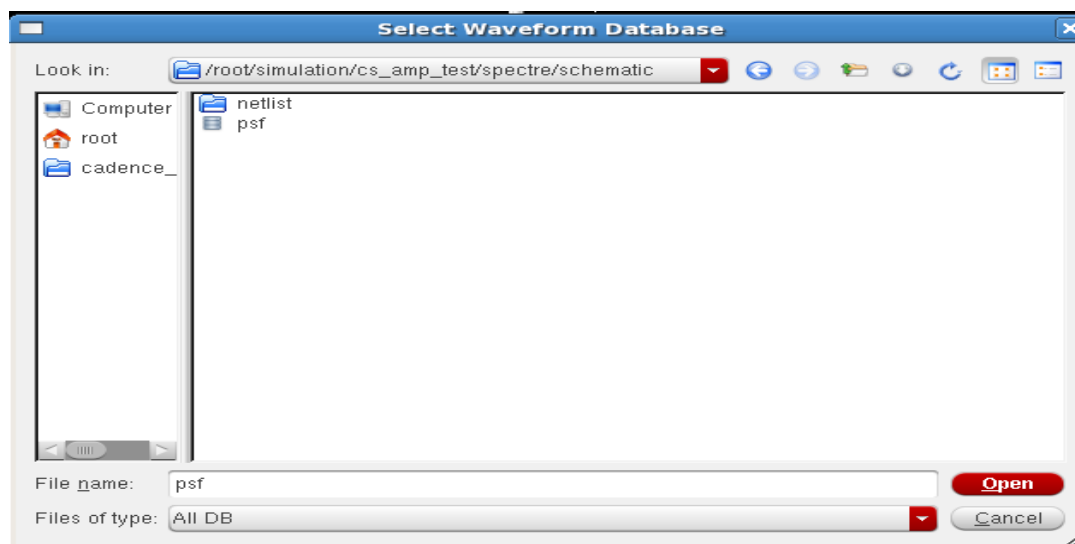 Select Waveform Database
Look in: /root/simulation/cs_amp_test/spectre/schematic
Computer
root
cadence_
netlist
psf
File name: psf
Open
Files of type: All DB
Cancel